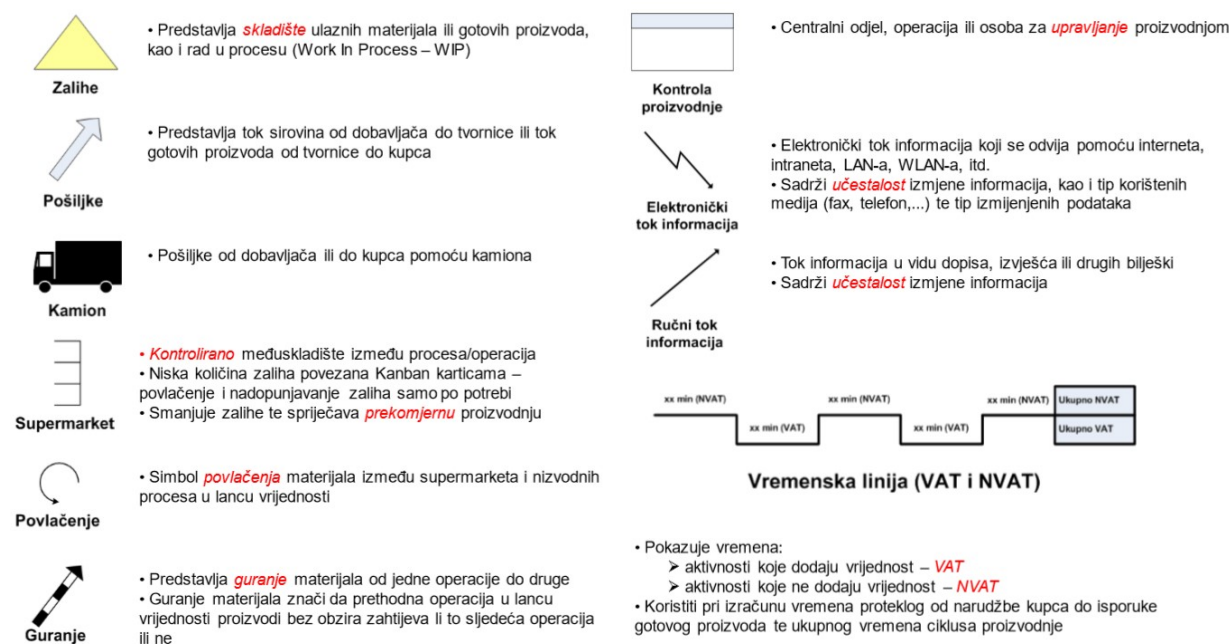 • Predstavlja skladište ulaznih materijala ili gotovih proizvoda,
kao i rad u procesu (Work In Process – WIP)
Zalihe
• Predstavlja tok sirovina od dobavljača do tvornice ili tok
gotovih proizvoda od tvornice do kupca
Pošiljke
• Pošiljke od dobavljača ili do kupca pomoću kamiona
Kamion
• Kontrolirano međuskladište između procesa/operacija
• Niska količina zaliha povezana Kanban karticama –
povlačenje i nadopunjavanje zaliha samo po potrebi
• Smanjuje zalihe te spriječava prekomjernu proizvodnju
Supermarket
• Simbol povlačenja materijala između supermarketa i nizvodnih
procesa u lancu vrijednosti
Povlačenje
• Predstavlja guranje materijala od jedne operacije do druge
• Guranje materijala znači da prethodna operacija u lancu
vrijednosti proizvodi bez obzira zahtijeva li to sljedeća operacija
ili ne
Guranje
• Centralni odjel, operacija ili osoba za upravljanje proizvodnjom
Kontrola
proizvodnje
• Elektronički tok informacija koji se odvija pomoću interneta,
intraneta, LAN-a, WLAN-a, itd.
• Sadrži učestalost izmjene informacija, kao i tip korištenih
medija (fax, telefon,...) te tip izmijenjenih podataka
Elektronički
tok informacija
• Tok informacija u vidu dopisa, izvješća ili drugih bilješki
• Sadrži učestalost izmjene informacija
Ručni tok
informacija
xx min (NVAT) xx min (NVAT) xx min (NVAT) Ukupno NVAT
xx min (VAT) xx min (VAT) Ukupno VAT
Vremenska linija (VAT i NVAT)
• Pokazuje vremena:
➢ aktivnosti koje dodaju vrijednost – VAT
➢ aktivnosti koje ne dodaju vrijednost – NVAT
• Koristiti pri izračunu vremena proteklog od narudžbe kupca do isporuke
gotovog proizvoda te ukupnog vremena ciklusa proizvodnje